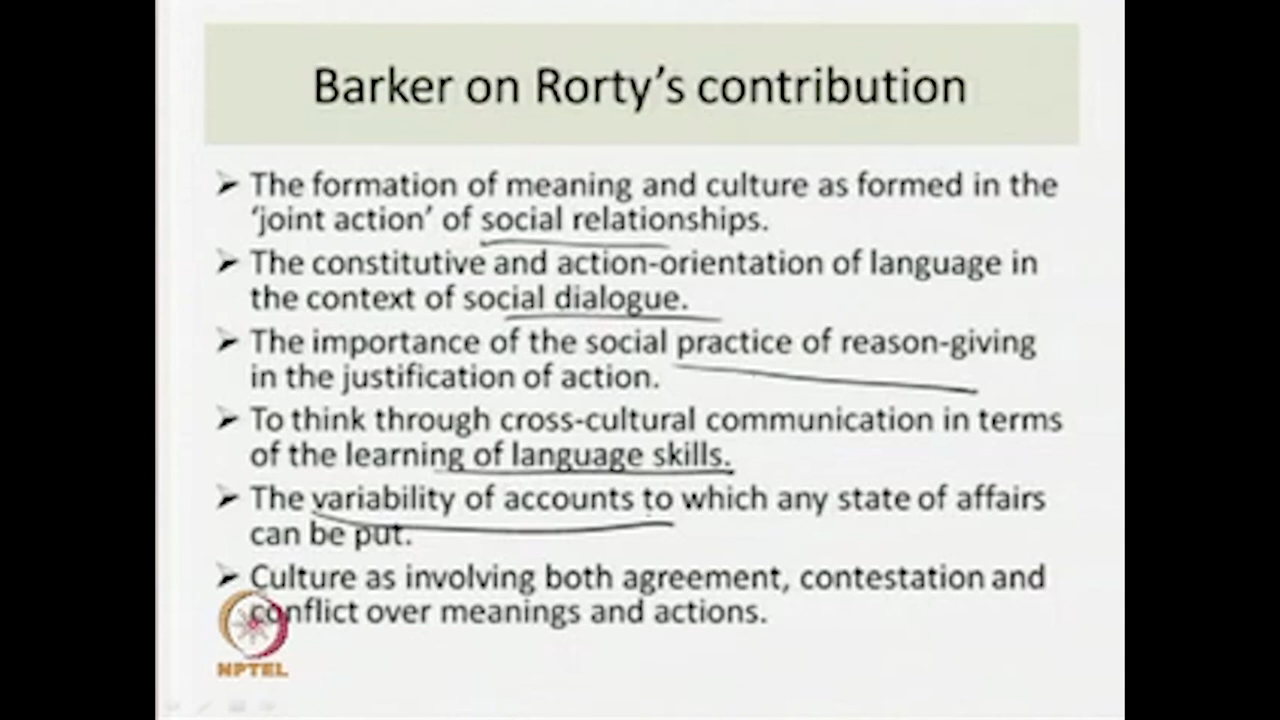 Barker on Rorty's contribution
➢ The formation of meaning and culture as formed in the
'joint action' of social relationships.
➢ The constitutive and action-orientation of language in
the context of social dialogue.
➢ The importance of the social practice of reason-giving
in the justification of action.
➢ To think through cross-cultural communication in terms
of the learning of language skills.
➢ The variability of accounts to which any state of affairs
can be put.
➢ Culture as involving both agreement, contestation and
conflict over meanings and actions.
NPTEL